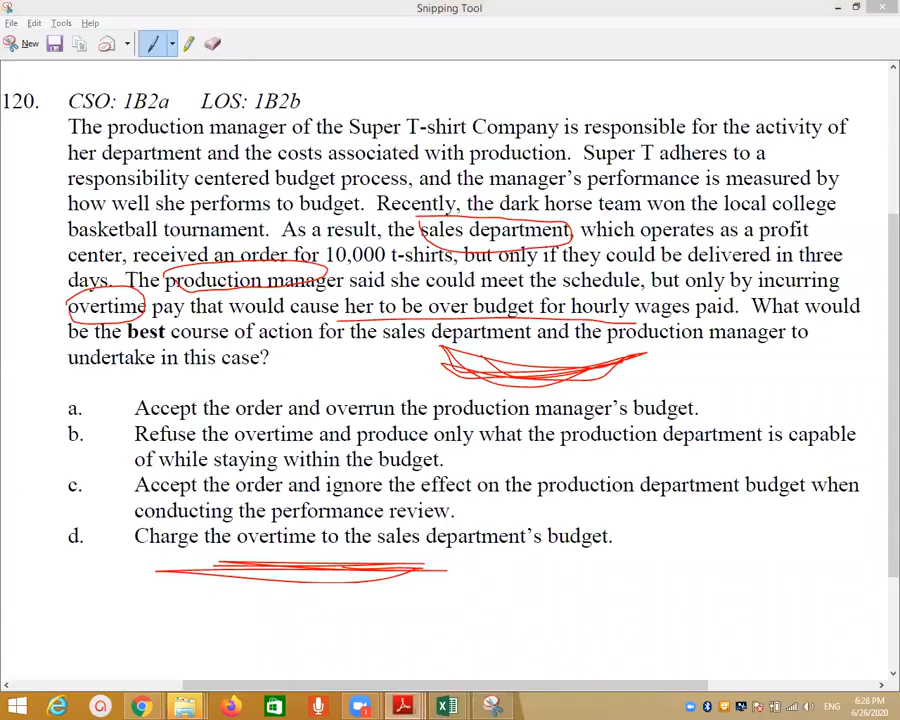 Snipping Tool
File Edit Tools Help
New
120. CSO: 1B2a LOS: 1B2b
The production manager of the Super T-shirt Company is responsible for the activity of
her department and the costs associated with production. Super T adheres to a
responsibility centered budget process, and the manager's performance is measured by
how well she performs to budget. Recently, the dark horse team won the local college
basketball tournament. As a result, the sales department, which operates as a profit
center, received an order for 10,000 t-shirts, but only if they could be delivered in three
days. The production manager said she could meet the schedule, but only by incurring
overtime pay that would cause her to be over budget for hourly wages paid. What would
be the best course of action for the sales department and the production manager to
undertake in this case?
a. Accept the order and overrun the production manager's budget.
b. Refuse the overtime and produce only what the production department is capable
of while staying within the budget.
c. Accept the order and ignore the effect on the production department budget when
conducting the performance review.
d. Charge the overtime to the sales department's budget.
ENG
6:28 PM
6/26/2020